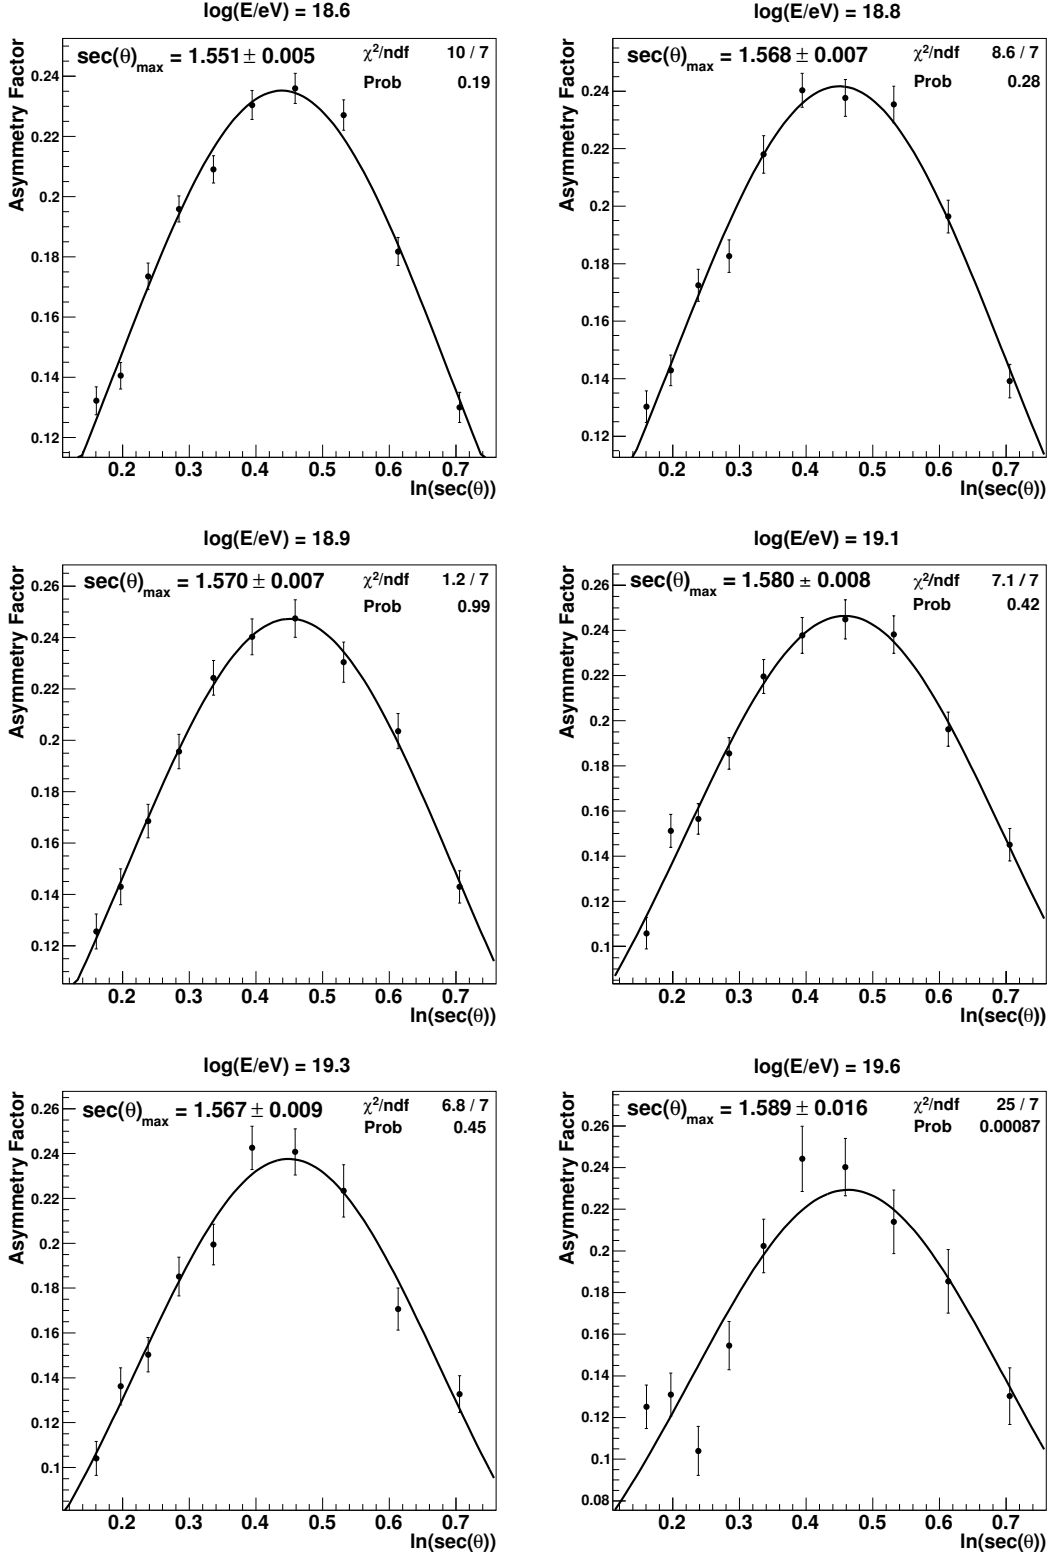 log(E/eV) = 18.6
sec(θ)max = 1.551 ± 0.005
χ²/ndf 10 / 7
Prob 0.19
Asymmetry Factor
0.24
0.22
0.2
0.18
0.16
0.14
0.12
0.2 0.3 0.4 0.5 0.6 0.7
ln(sec(θ))
log(E/eV) = 18.8
sec(θ)max = 1.568 ± 0.007
χ²/ndf 8.6 / 7
Prob 0.28
Asymmetry Factor
0.24
0.22
0.2
0.18
0.16
0.14
0.12
0.2 0.3 0.4 0.5 0.6 0.7
ln(sec(θ))
log(E/eV) = 18.9
sec(θ)max = 1.570 ± 0.007
χ²/ndf 1.2 / 7
Prob 0.99
Asymmetry Factor
0.26
0.24
0.22
0.2
0.18
0.16
0.14
0.12
0.2 0.3 0.4 0.5 0.6 0.7
ln(sec(θ))
log(E/eV) = 19.1
sec(θ)max = 1.580 ± 0.008
χ²/ndf 7.1 / 7
Prob 0.42
Asymmetry Factor
0.26
0.24
0.22
0.2
0.18
0.16
0.14
0.12
0.1
0.2 0.3 0.4 0.5 0.6 0.7
ln(sec(θ))
log(E/eV) = 19.3
sec(θ)max = 1.567 ± 0.009
χ²/ndf 6.8 / 7
Prob 0.45
Asymmetry Factor
0.26
0.24
0.22
0.2
0.18
0.16
0.14
0.12
0.1
0.2 0.3 0.4 0.5 0.6 0.7
ln(sec(θ))
log(E/eV) = 19.6
sec(θ)max = 1.589 ± 0.016
χ²/ndf 25 / 7
Prob 0.00087
Asymmetry Factor
0.26
0.24
0.22
0.2
0.18
0.16
0.14
0.12
0.1
0.08
0.2 0.3 0.4 0.5 0.6 0.7
ln(sec(θ))